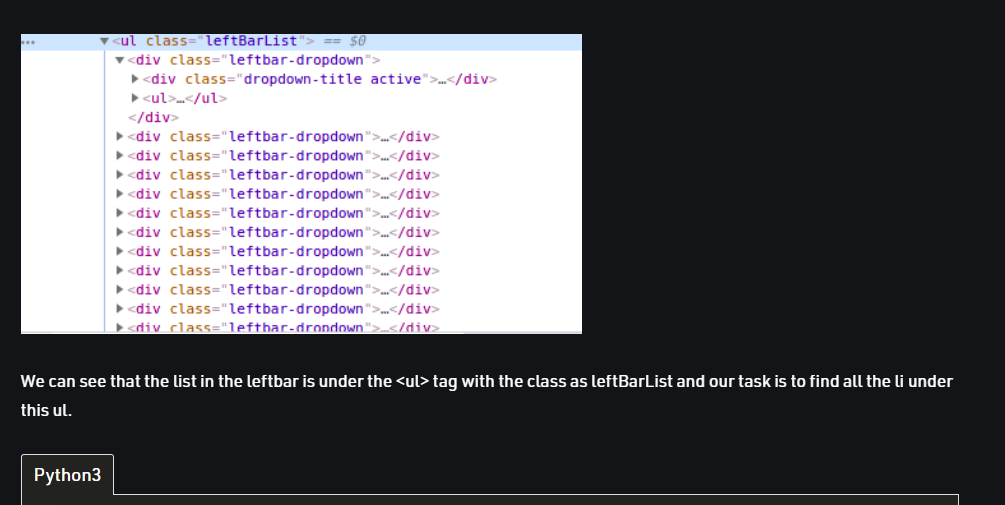 ...▼<ul class="leftBarList"> == $0
▼<div class="leftbar-dropdown">
▶<div class="dropdown-title active">…</div>
▶<ul>…</ul>
</div>
▶<div class="leftbar-dropdown">…</div>
▶<div class="leftbar-dropdown">…</div>
▶<div class="leftbar-dropdown">…</div>
▶<div class="leftbar-dropdown">…</div>
▶<div class="leftbar-dropdown">…</div>
▶<div class="leftbar-dropdown">…</div>
▶<div class="leftbar-dropdown">…</div>
▶<div class="leftbar-dropdown">…</div>
▶<div class="leftbar-dropdown">…</div>
▶<div class="leftbar-dropdown">…</div>
▶<div class="leftbar-dropdown">…</div>
We can see that the list in the leftbar is under the <ul> tag with the class as leftBarList and our task is to find all the li under
this ul.
Python3